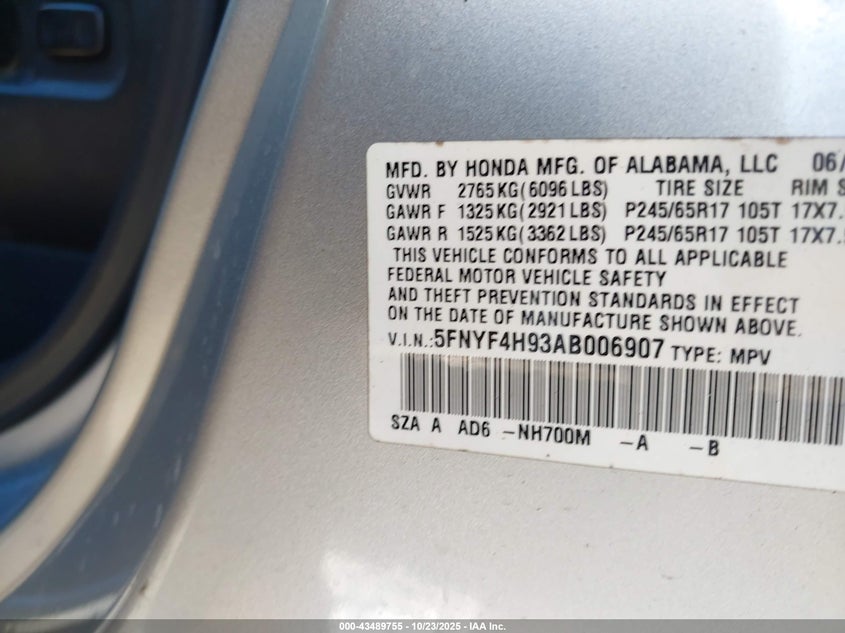 MFD. BY HONDA MFG. OF ALABAMA, LLC 06/
GVWR 2765KG(6096LBS) TIRE SIZE RIM S
GAWR F 1325KG(2921LBS) P245/65R17 105T 17X7.
GAWR R 1525KG(3362LBS) P245/65R17 105T 17X7.
THIS VEHICLE CONFORMS TO ALL APPLICABLE
FEDERAL MOTOR VEHICLE SAFETY
AND THEFT PREVENTION STANDARDS IN EFFECT
ON THE DATE OF MANUFACTURE SHOWN ABOVE.
V.I.N.:5FNYF4H93AB006907 TYPE: MPV
SZA A AD6 -NH700M -A -B
000-43489755 | 10/23/2025 | IAA, Inc.